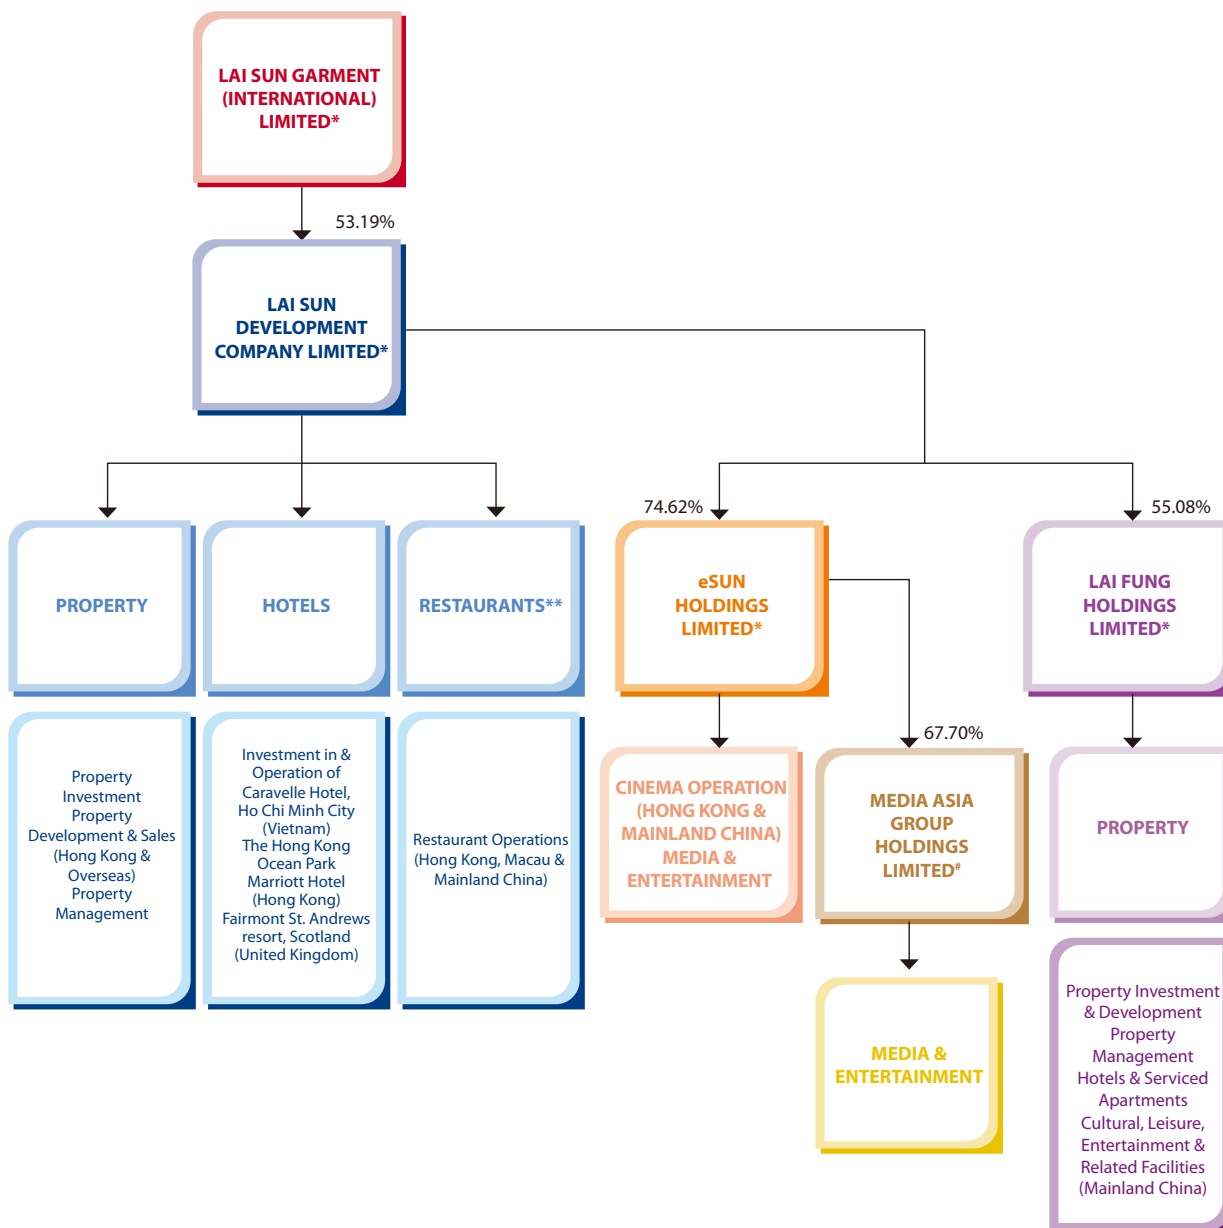 LAI SUN GARMENT
(INTERNATIONAL)
LIMITED*
53.19%
LAI SUN
DEVELOPMENT
COMPANY LIMITED*
74.62%
55.08%
PROPERTY
HOTELS
RESTAURANTS**
eSUN
HOLDINGS
LIMITED*
LAI FUNG
HOLDINGS
LIMITED*
67.70%
Property
Investment
Property
Development & Sales
(Hong Kong &
Overseas)
Property
Management
Investment in &
Operation of
Caravelle Hotel,
Ho Chi Minh City
(Vietnam)
The Hong Kong
Ocean Park
Marriott Hotel
(Hong Kong)
Fairmont St. Andrews
resort, Scotland
(United Kingdom)
Restaurant Operations
(Hong Kong, Macau &
Mainland China)
CINEMA OPERATION
(HONG KONG &
MAINLAND CHINA)
MEDIA &
ENTERTAINMENT
MEDIA ASIA
GROUP
HOLDINGS
LIMITED#
PROPERTY
MEDIA &
ENTERTAINMENT
Property Investment
& Development
Property
Management
Hotels & Serviced
Apartments
Cultural, Leisure,
Entertainment &
Related Facilities
(Mainland China)